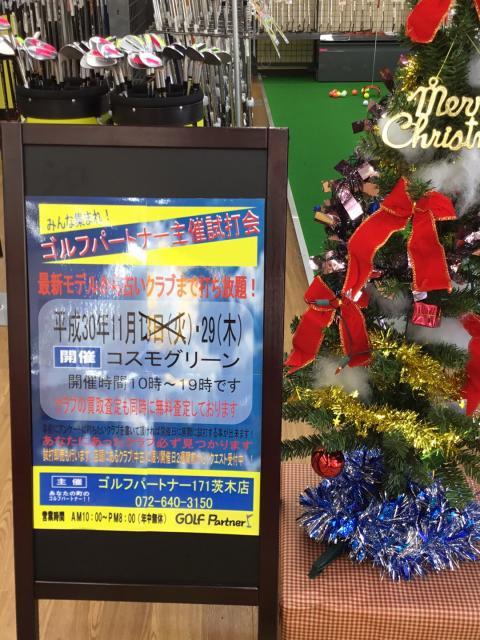 みんな集まれ!
ゴルフパートナー主催試打会
最新モデルから占いクラブまで打ち放題!
平成30年11月13日(火)・29(木)
開催 コスモグリーン
開催時間10時~19時です
クラブの買取査定も同時に無料査定しております
あなたにあったクラブ必ず見つかります
主催 ゴルフパートナー171茨木店
あなたの町の
ゴルフパートナー!!
072-640-3150
営業時間 AM10:00~PM8:00(年中無休) GOLF Partner
Merry
Christm